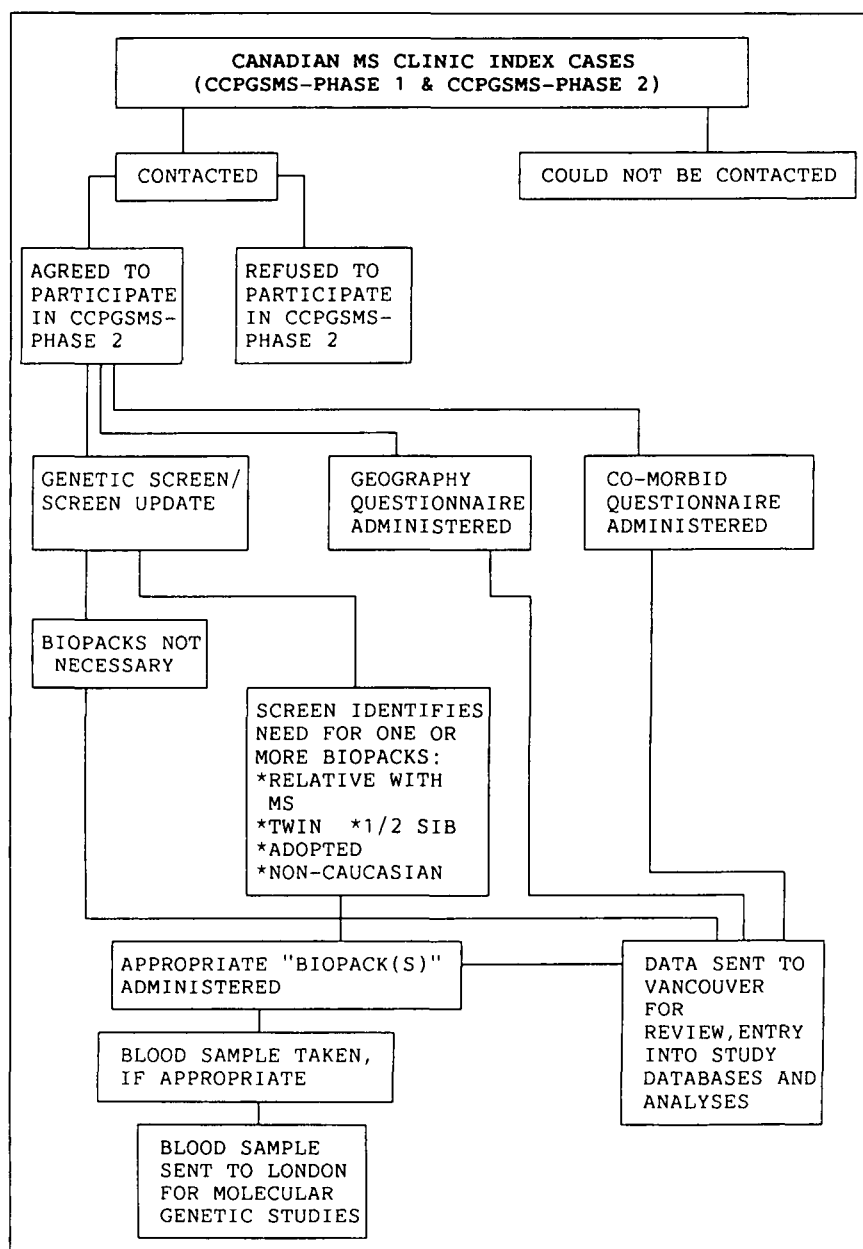 CANADIAN MS CLINIC INDEX CASES
(CCPGSMS-PHASE 1 & CCPGSMS-PHASE 2)
CONTACTED
COULD NOT BE CONTACTED
AGREED TO
PARTICIPATE
IN CCPGSMS-
PHASE 2
REFUSED TO
PARTICIPATE
IN CCPGSMS-
PHASE 2
GENETIC SCREEN/
SCREEN UPDATE
GEOGRAPHY
QUESTIONNAIRE
ADMINISTERED
CO-MORBID
QUESTIONNAIRE
ADMINISTERED
BIOPACKS NOT
NECESSARY
SCREEN IDENTIFIES
NEED FOR ONE OR
MORE BIOPACKS:
*RELATIVE WITH
MS
*TWIN *1/2 SIB
*ADOPTED
*NON-CAUCASIAN
APPROPRIATE "BIOPACK(S)"
ADMINISTERED
DATA SENT TO
VANCOUVER
FOR
REVIEW,ENTRY
INTO STUDY
DATABASES AND
ANALYSES
BLOOD SAMPLE TAKEN,
IF APPROPRIATE
BLOOD SAMPLE
SENT TO LONDON
FOR MOLECULAR
GENETIC STUDIES